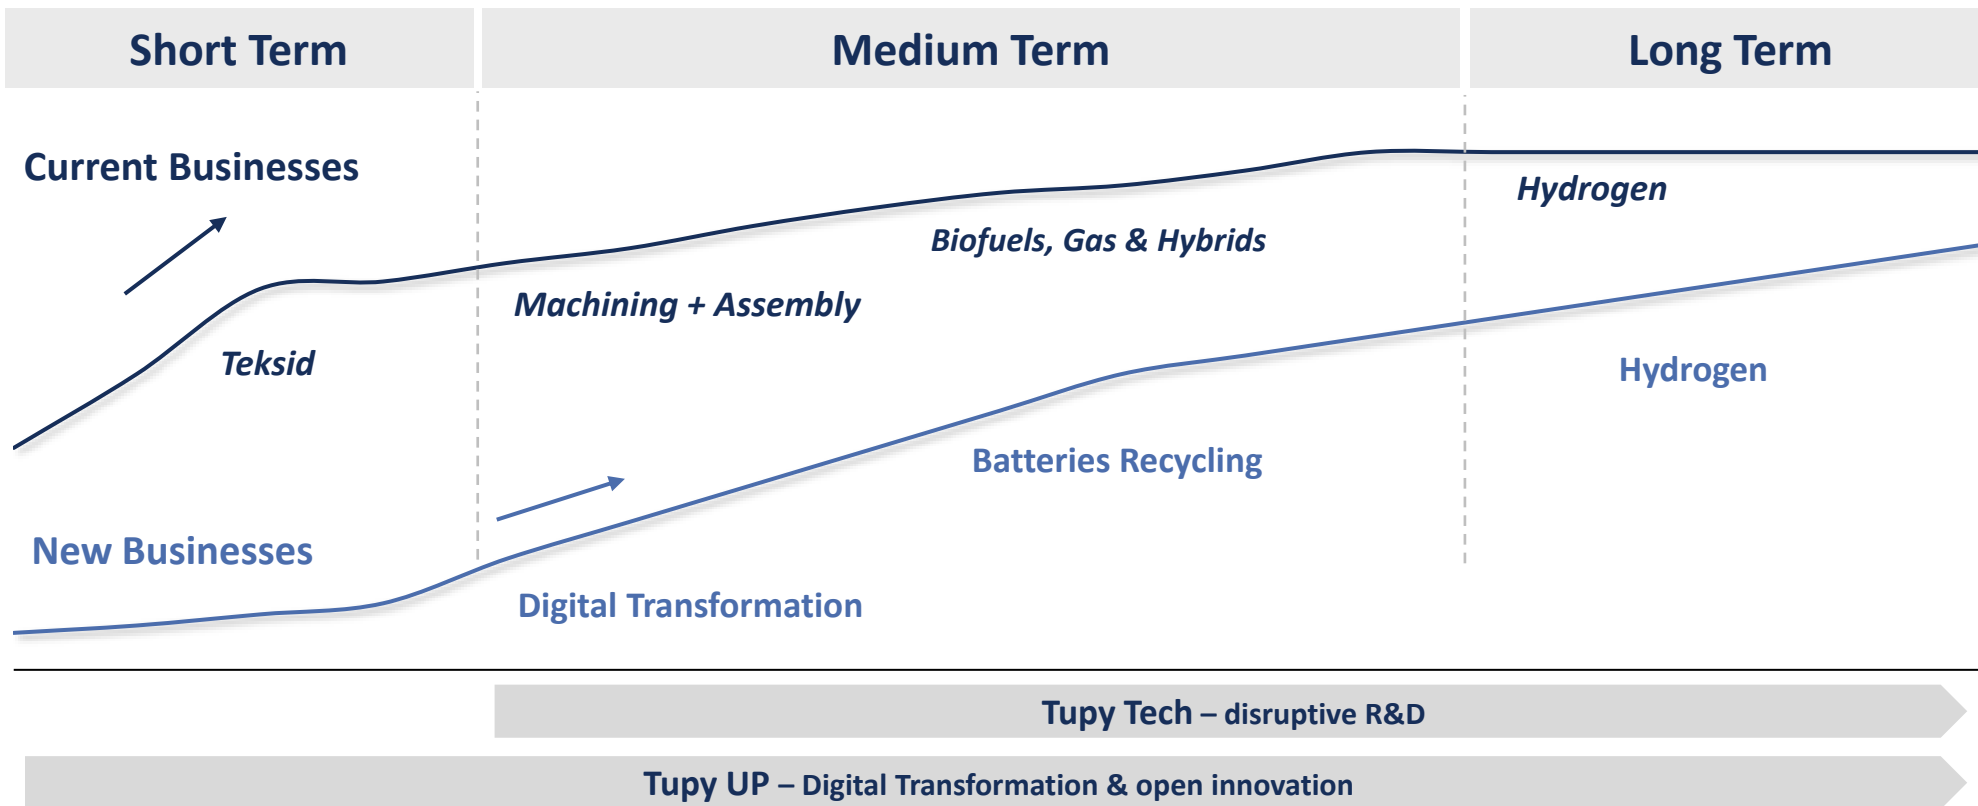 Short Term
Medium Term
Long Term
Current Businesses
Hydrogen
Biofuels, Gas & Hybrids
Machining + Assembly
Teksid
Hydrogen
Batteries Recycling
New Businesses
Digital Transformation
Tupy Tech – disruptive R&D
Tupy UP – Digital Transformation & open innovation